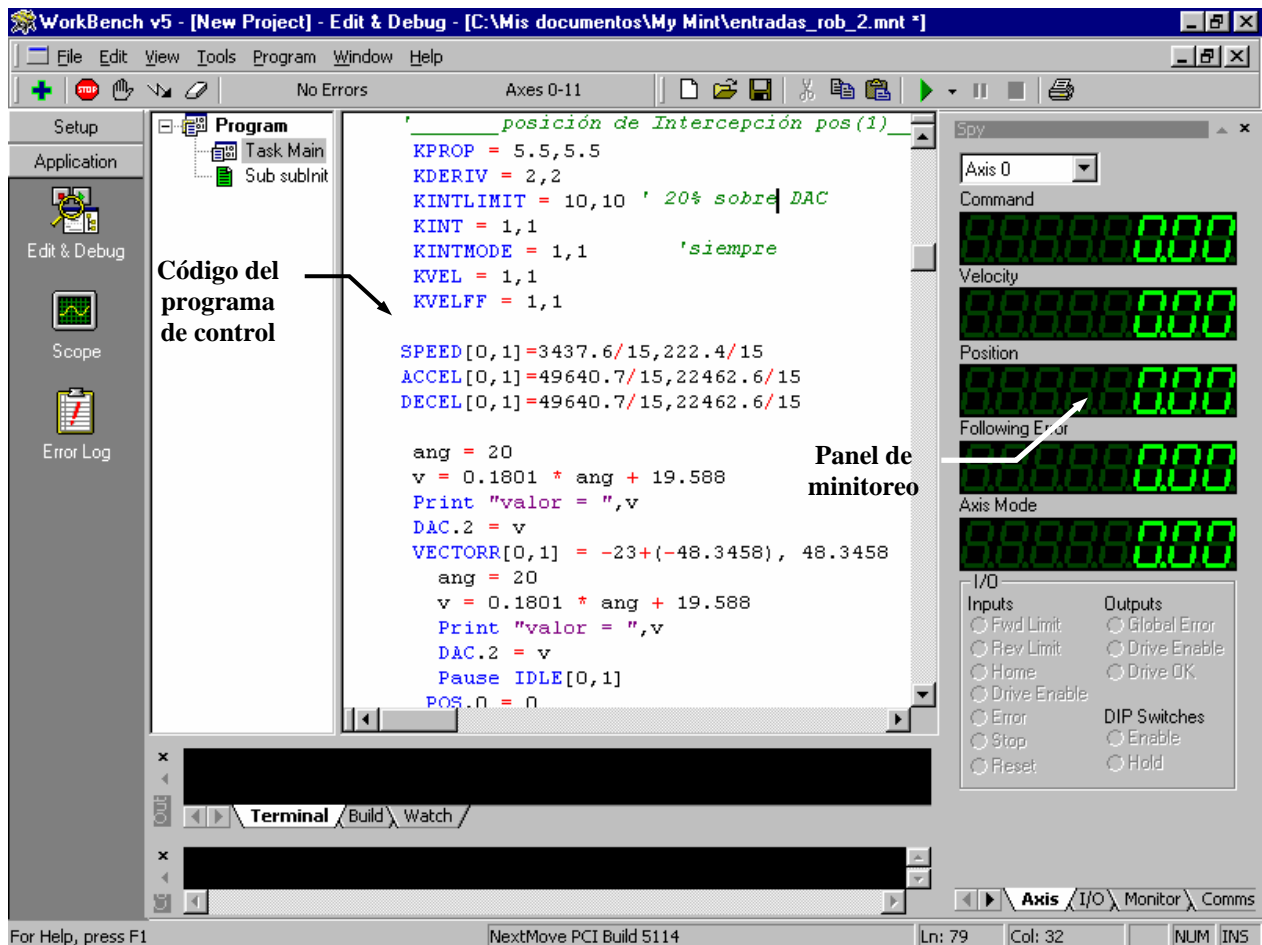 WorkBench v5 - [New Project] - Edit & Debug - [C:\Mis documentos\My Mint\entradas_rob_2.mnt *]
File Edit View Tools Program Window Help
STOP No Errors Axes 0-11
Setup
Application
Edit & Debug
Scope
Error Log
Program
Task Main
Sub subInit
Código del
programa
de control
'_______posición de Intercepción pos(1)__
KPROP = 5.5,5.5
KDERIV = 2,2
KINTLIMIT = 10,10 ' 20% sobre DAC
KINT = 1,1
KINTMODE = 1,1 'siempre
KVEL = 1,1
KVELFF = 1,1
SPEED[0,1]=3437.6/15,222.4/15
ACCEL[0,1]=49640.7/15,22462.6/15
DECEL[0,1]=49640.7/15,22462.6/15
ang = 20
v = 0.1801 * ang + 19.588
Print "valor = ",v
DAC.2 = v
VECTORR[0,1] = -23+(-48.3458), 48.3458
ang = 20
v = 0.1801 * ang + 19.588
Print "valor = ",v
DAC.2 = v
Pause IDLE[0,1]
POS.0 = 0
Panel de
minitoreo
Spy
Axis 0
Command
0.00
Velocity
0.00
Position
0.00
Following Error
0.00
Axis Mode
0.00
I/O
Inputs
Fwd Limit
Rev Limit
Home
Drive Enable
Error
Stop
Reset
Outputs
Global Error
Drive Enable
Drive OK
DIP Switches
Enable
Hold
Out
Terminal Build Watch
Axis I/O Monitor Comms
For Help, press F1 NextMove PCI Build 5114 Ln: 79 Col: 32 NUM INS